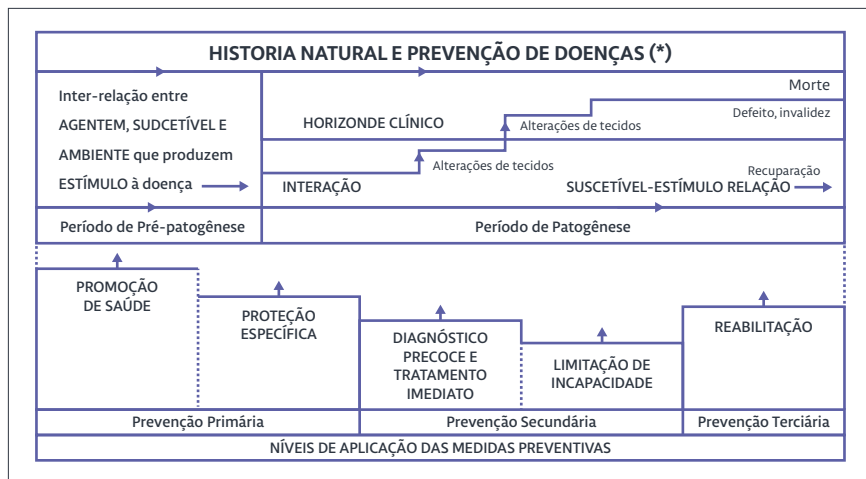 HISTORIA NATURAL E PREVENÇÃO DE DOENÇAS (*)
Inter-relação entre
AGENTEM, SUDCETÍVEL E
AMBIENTE que produzem
ESTÍMULO à doença
Morte
HORIZONDE CLÍNICO
Alterações de tecidos
Defeito, invalidez
Alterações de tecidos
Recuparação
INTERAÇÃO
SUSCETÍVEL-ESTÍMULO RELAÇÃO
Período de Pré-patogênese
Período de Patogênese
PROMOÇÃO
DE SAÚDE
PROTEÇÃO
ESPECÍFICA
DIAGNÓSTICO
PRECOCE E
TRATAMENTO
IMEDIATO
LIMITAÇÃO DE
INCAPACIDADE
REABILITAÇÃO
Prevenção Primária
Prevenção Secundária
Prevenção Terciária
NÍVEIS DE APLICAÇÃO DAS MEDIDAS PREVENTIVAS